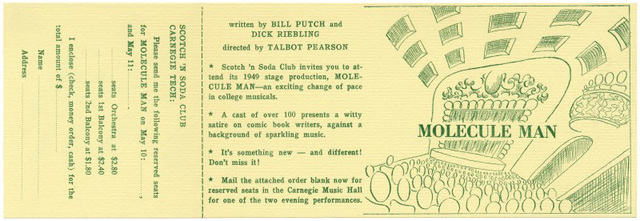 SCOTCH 'N SODA CLUB
CARNEGIE TECH:
Please send me the following reserved seats
for MOLECULE MAN on May 10: ,
and May 11: .
seats Orchestra at $2.80
seats 1st Balcony at $2.40
seats 2nd Balcony at $1.80
I enclose (check, money order, cash) for the
total amount of $
Name
Address
written by BILL PUTCH and
DICK RIEBLING
directed by TALBOT PEARSON
* Scotch 'n Soda Club invites you to at-
tend its 1949 stage production, MOLE-
CULE MAN—an exciting change of pace
in college musicals.
* A cast of over 100 presents a witty
satire on comic book writers, against a
background of sparkling music.
* It's something new — and different!
Don't miss it!
* Mail the attached order blank now for
reserved seats in the Carnegie Music Hall
for one of the two evening performances.
MOLECULE MAN